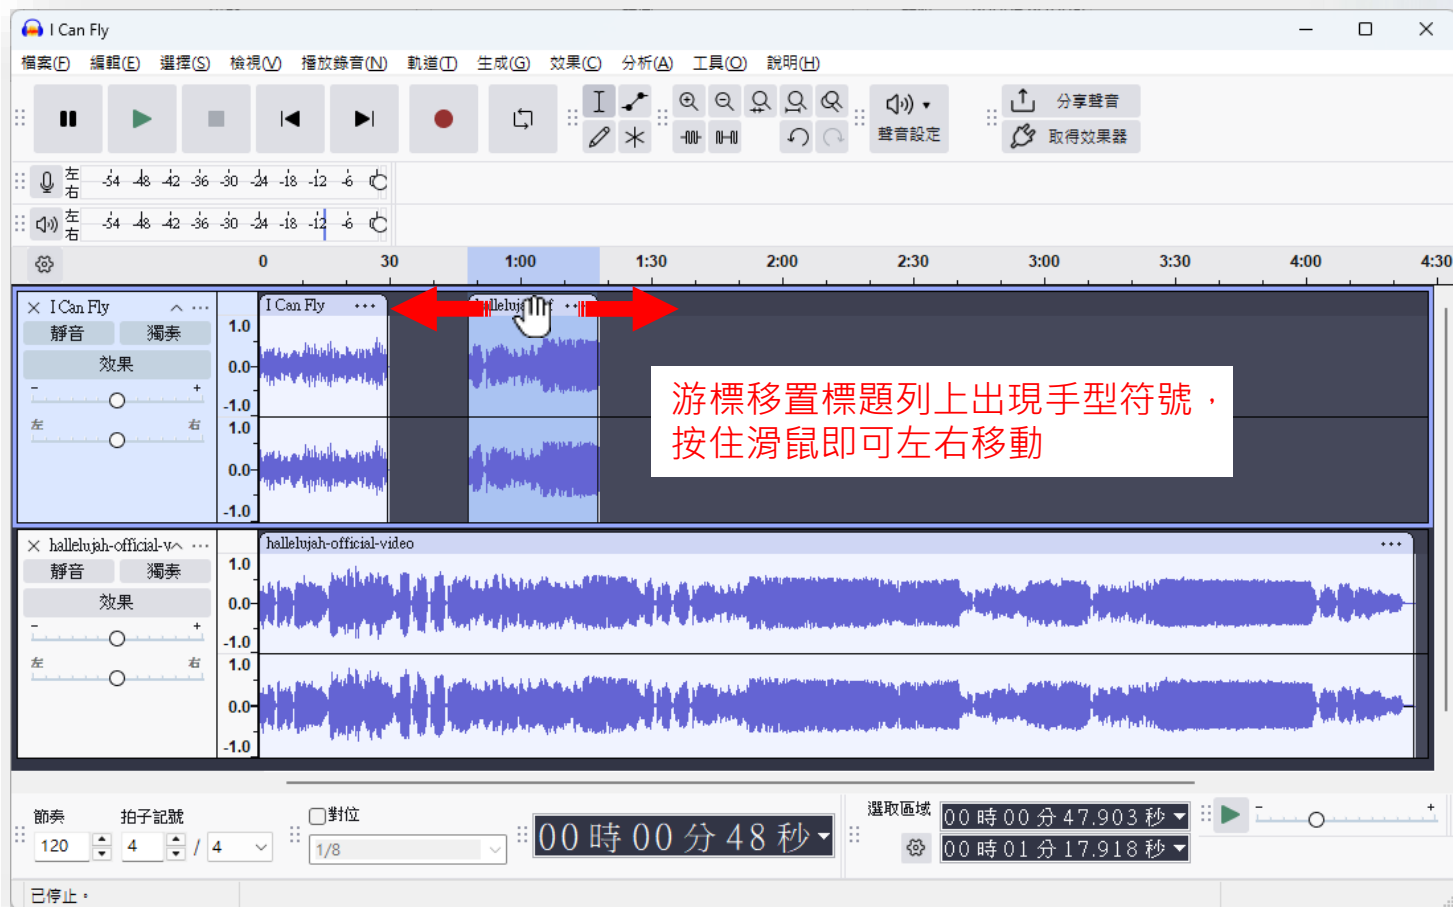 I Can Fly
檔案(F) 編輯(E) 選擇(S) 檢視(V) 播放錄音(N) 軌道(T) 生成(G) 效果(C) 分析(A) 工具(O) 說明(H)
聲音設定
分享聲音
取得效果器
左 -54 -48 -42 -36 -30 -24 -18 -12 -6 0
右
左 -54 -48 -42 -36 -30 -24 -18 -12 -6 0
右
0 30 1:00 1:30 2:00 2:30 3:00 3:30 4:00 4:30
I Can Fly
靜音 獨奏
效果
- +
左 右
1.0
0.0
-1.0
1.0
0.0
-1.0
I Can Fly
游標移置標題列上出現手型符號，
按住滑鼠即可左右移動
hallelujah-official-v
靜音 獨奏
效果
- +
左 右
1.0
0.0
-1.0
1.0
0.0
-1.0
hallelujah-official-video
節奏 拍子記號
120 4 / 4
對位
1/8
00 時 00 分 48 秒
選取區域
00 時 00 分 47.903 秒
00 時 01 分 17.918 秒
- +
已停止。